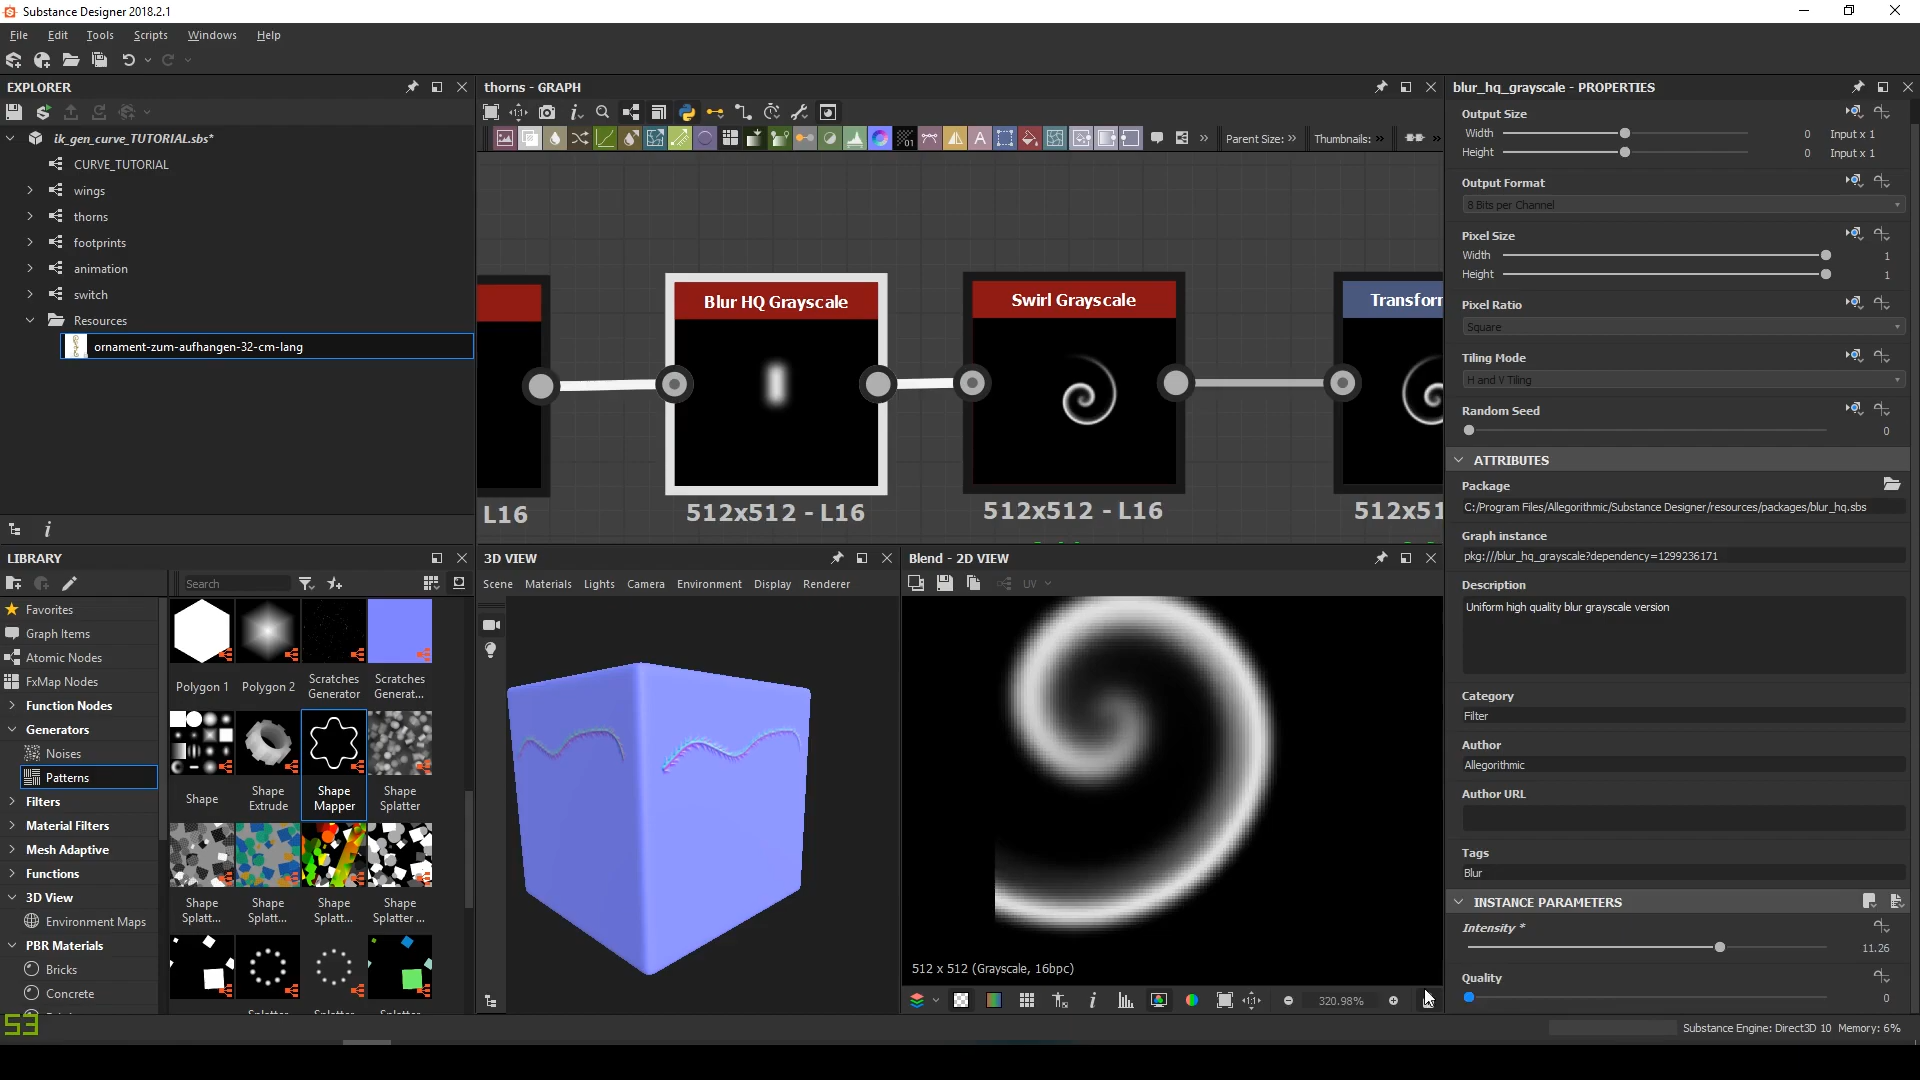 Substance Designer 2018.2.1
File Edit Tools Scripts Windows Help
EXPLORER
ik_gen_curve_TUTORIAL.sbs*
CURVE_TUTORIAL
wings
thorns
footprints
animation
switch
Resources
ornament-zum-aufhangen-32-cm-lang
LIBRARY
Search
Favorites
Graph Items
Atomic Nodes
FxMap Nodes
Function Nodes
Generators
Noises
Patterns
Filters
Material Filters
Mesh Adaptive
Functions
3D View
Environment Maps
PBR Materials
Bricks
Concrete
Polygon 1
Polygon 2
Scratches Generator
Scratches Generat...
Shape
Shape Extrude
Shape Mapper
Shape Splatter
Shape Splatt...
Shape Splatt...
Shape Splatt...
Shape Splatter ...
53
thorns - GRAPH
Parent Size: »
Thumbnails: »
Blur HQ Grayscale
Swirl Grayscale
Transfor
L16
512x512 - L16
512x512 - L16
512x51
3D VIEW
Scene Materials Lights Camera Environment Display Renderer
Blend - 2D VIEW
UV
512 x 512 (Grayscale, 16bpc)
320.98%
blur_hq_grayscale - PROPERTIES
Output Size
Width 0 Input x 1
Height 0 Input x 1
Output Format
8 Bits per Channel
Pixel Size
Width 1
Height 1
Pixel Ratio
Square
Tiling Mode
H and V Tiling
Random Seed
0
ATTRIBUTES
Package
C:/Program Files/Allegorithmic/Substance Designer/resources/packages/blur_hq.sbs
Graph instance
pkg:///blur_hq_grayscale?dependency=1299236171
Description
Uniform high quality blur grayscale version
Category
Filter
Author
Allegorithmic
Author URL
Tags
Blur
INSTANCE PARAMETERS
Intensity *
11.26
Quality
0
Substance Engine: Direct3D 10 Memory: 6%